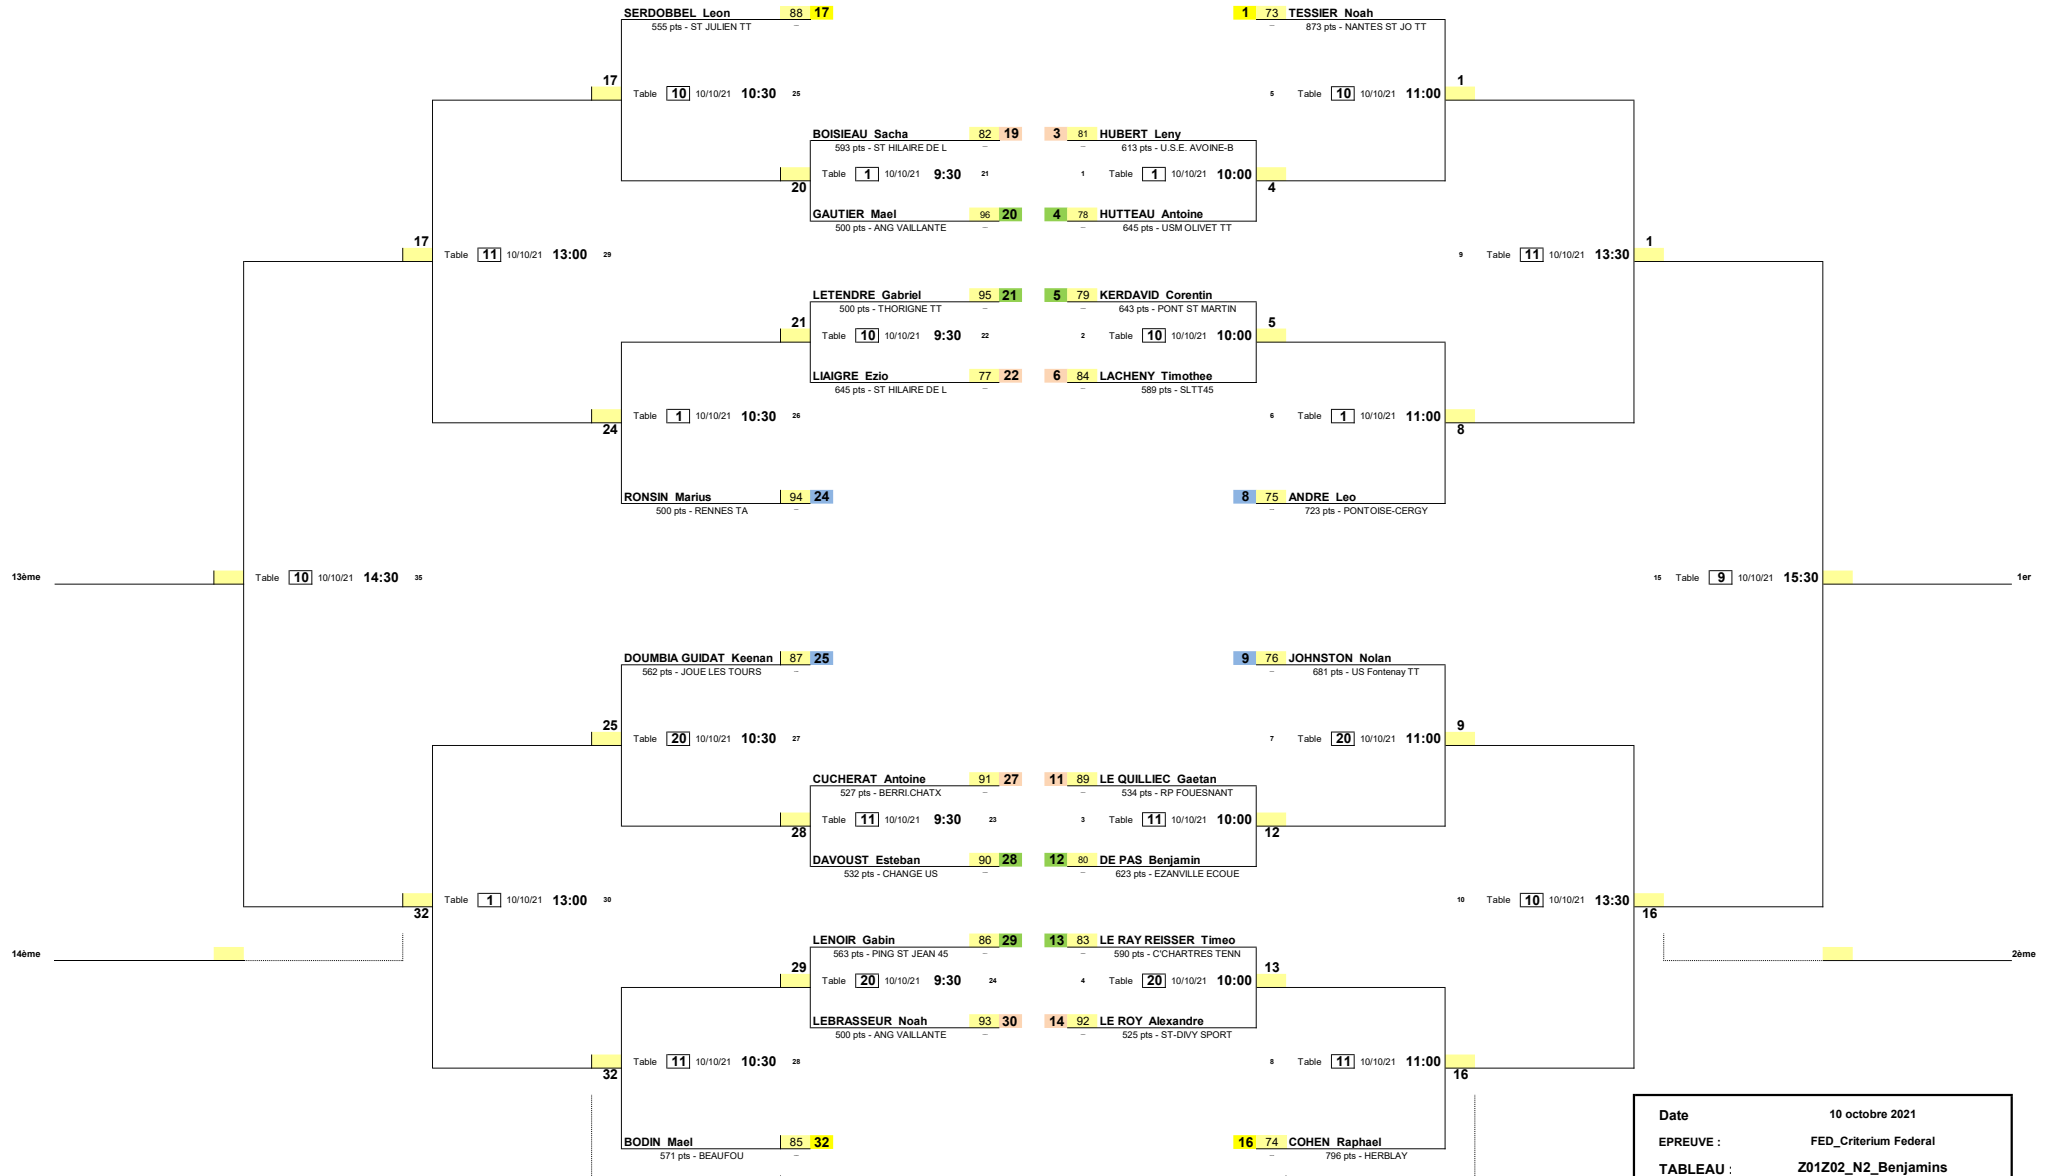 SERDOBBEL Leon 88 17
555 pts - ST JULIEN TT –
1 73 TESSIER Noah
– 873 pts - NANTES ST JO TT
17
Table 10 10/10/21 10:30 25
1
5 Table 10 10/10/21 11:00
BOISIEAU Sacha 82 19
593 pts - ST HILAIRE DE L –
3 81 HUBERT Leny
– 613 pts - U.S.E. AVOINE-B
Table 1 10/10/21 9:30 21
20
1 Table 1 10/10/21 10:00
4
GAUTIER Mael 96 20
500 pts - ANG VAILLANTE –
4 78 HUTTEAU Antoine
– 645 pts - USM OLIVET TT
17
Table 11 10/10/21 13:00 29
1
9 Table 11 10/10/21 13:30
LETENDRE Gabriel 95 21
500 pts - THORIGNE TT –
5 79 KERDAVID Corentin
– 643 pts - PONT ST MARTIN
21
Table 10 10/10/21 9:30 22
5
2 Table 10 10/10/21 10:00
LIAIGRE Ezio 77 22
645 pts - ST HILAIRE DE L –
6 84 LACHENY Timothee
– 589 pts - SLTT45
Table 1 10/10/21 10:30 26
24
6 Table 1 10/10/21 11:00
8
RONSIN Marius 94 24
500 pts - RENNES TA –
8 75 ANDRE Leo
– 723 pts - PONTOISE-CERGY
13ème
Table 10 10/10/21 14:30 35
15 Table 9 10/10/21 15:30
1er
DOUMBIA GUIDAT Keenan 87 25
562 pts - JOUE LES TOURS –
9 76 JOHNSTON Nolan
– 681 pts - US Fontenay TT
25
Table 20 10/10/21 10:30 27
9
7 Table 20 10/10/21 11:00
CUCHERAT Antoine 91 27
527 pts - BERRI.CHATX –
11 89 LE QUILLIEC Gaetan
– 534 pts - RP FOUESNANT
Table 11 10/10/21 9:30 23
28
3 Table 11 10/10/21 10:00
12
DAVOUST Esteban 90 28
532 pts - CHANGE US –
12 80 DE PAS Benjamin
– 623 pts - EZANVILLE ECOUE
Table 1 10/10/21 13:00 30
32
10 Table 10 10/10/21 13:30
16
LENOIR Gabin 86 29
563 pts - PING ST JEAN 45 –
13 83 LE RAY REISSER Timeo
– 590 pts - C'CHARTRES TENN
14ème
2ème
29
Table 20 10/10/21 9:30 24
13
4 Table 20 10/10/21 10:00
LEBRASSEUR Noah 93 30
500 pts - ANG VAILLANTE –
14 92 LE ROY Alexandre
– 525 pts - ST-DIVY SPORT
Table 11 10/10/21 10:30 28
32
8 Table 11 10/10/21 11:00
16
BODIN Mael 85 32
571 pts - BEAUFOU –
16 74 COHEN Raphael
– 796 pts - HERBLAY
Date 10 octobre 2021
EPREUVE : FED_Criterium Federal
TABLEAU : Z01Z02_N2_Benjamins